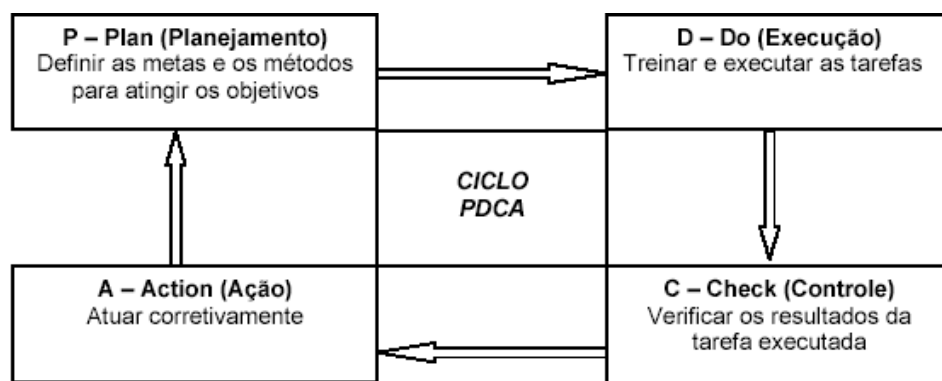 P – Plan (Planejamento)
Definir as metas e os métodos
para atingir os objetivos
D – Do (Execução)
Treinar e executar as tarefas
CICLO
PDCA
A – Action (Ação)
Atuar corretivamente
C – Check (Controle)
Verificar os resultados da
tarefa executada